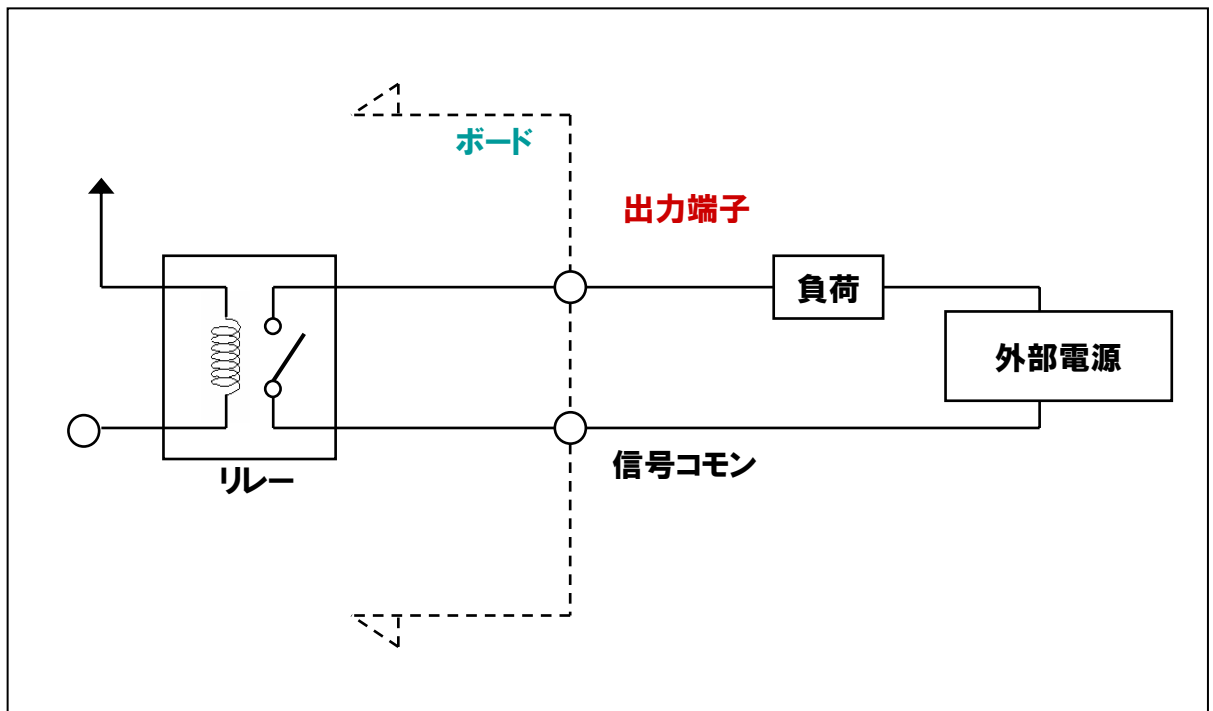 ボード
出力端子
負荷
外部電源
信号コモン
リレー